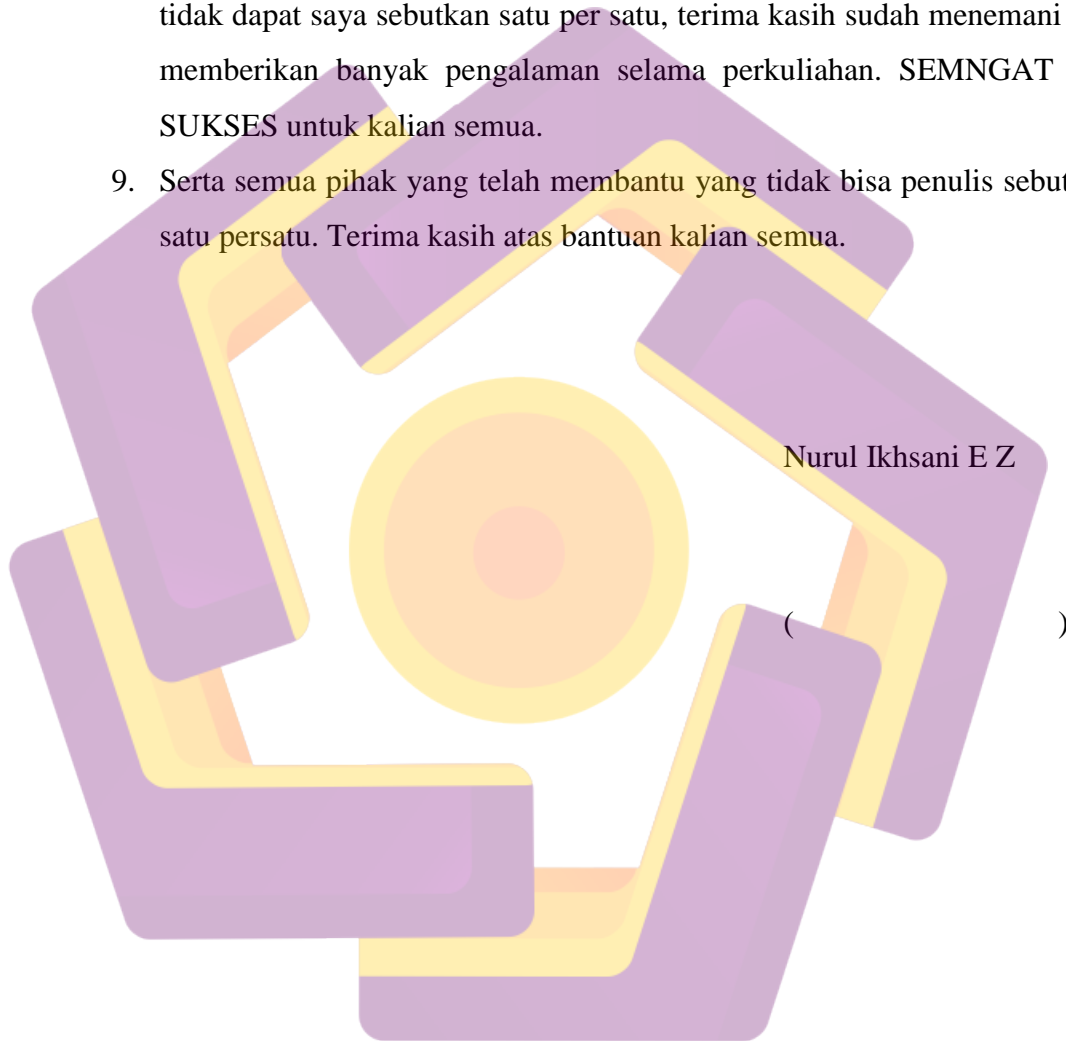 tidak dapat saya sebutkan satu per satu, terima kasih sudah menemani
memberikan banyak pengalaman selama perkuliahan. SEMNGAT
SUKSES untuk kalian semua.
9. Serta semua pihak yang telah membantu yang tidak bisa penulis sebut
satu persatu. Terima kasih atas bantuan kalian semua.
Nurul Ikhsani E Z
( )